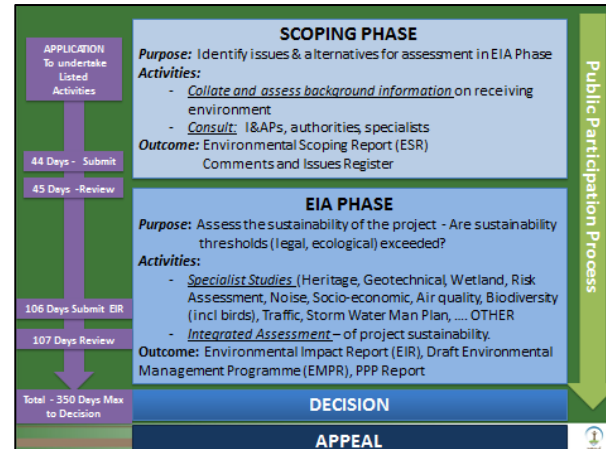 APPLICATION
To undertake
Listed
Activities
44 Days - Submit
45 Days -Review
106 Days Submit EIR
107 Days Review
Total - 350 Days Max
to Decision
SCOPING PHASE
Purpose: Identify issues & alternatives for assessment in EIA Phase
Activities:
- Collate and assess background information on receiving
environment
- Consult: I&APs, authorities, specialists
Outcome: Environmental Scoping Report (ESR)
Comments and Issues Register
EIA PHASE
Purpose: Assess the sustainability of the project - Are sustainability
thresholds (legal, ecological) exceeded?
Activities:
- Specialist Studies (Heritage, Geotechnical, Wetland, Risk
Assessment, Noise, Socio-economic, Air quality, Biodiversity
(incl birds), Traffic, Storm Water Man Plan, .... OTHER
- Integrated Assessment – of project sustainability.
Outcome: Environmental Impact Report (EIR), Draft Environmental
Management Programme (EMPR), PPP Report
DECISION
APPEAL
Public Participation Process